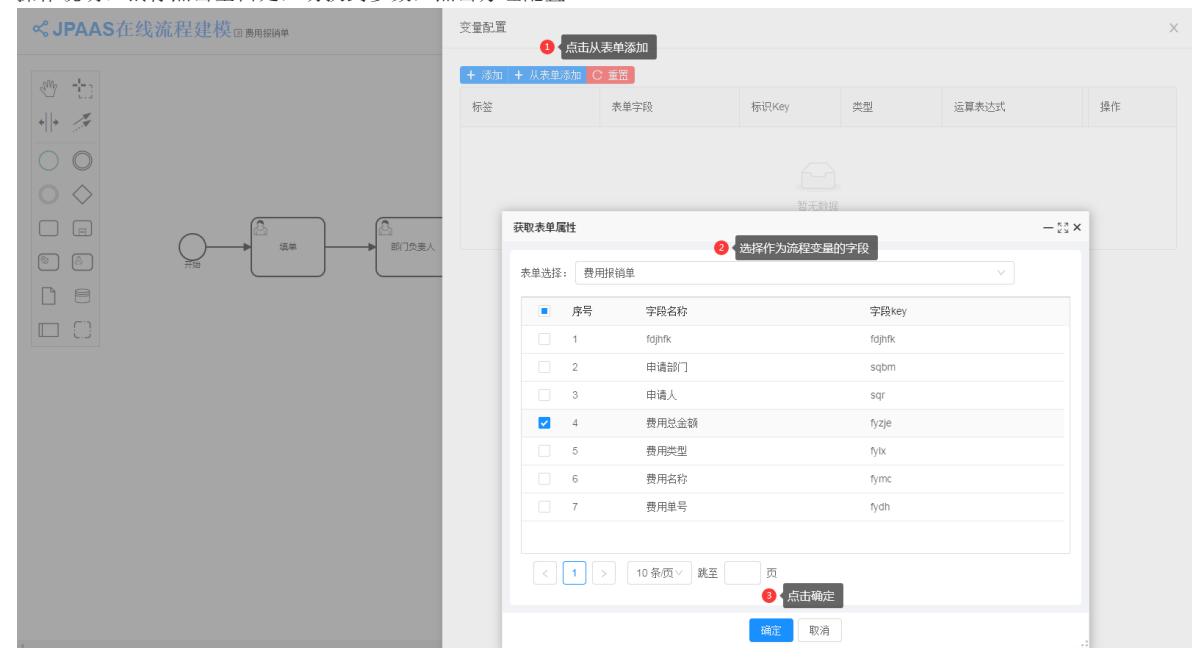 JPAAS在线流程建模 费用报销单
变量配置
1 点击从表单添加
+ 添加 + 从表单添加 重置
标签 表单字段 标识Key 类型 运算表达式 操作
暂无数据
开始
填单
部门负责人
获取表单属性
2 选择作为流程变量的字段
表单选择： 费用报销单
序号 字段名称 字段key
1 fdjhfk fdjhfk
2 申请部门 sqbm
3 申请人 sqr
4 费用总金额 fyzje
5 费用类型 fylx
6 费用名称 fymc
7 费用单号 fydh
< 1 > 10 条/页 跳至 页
3 点击确定
确定 取消